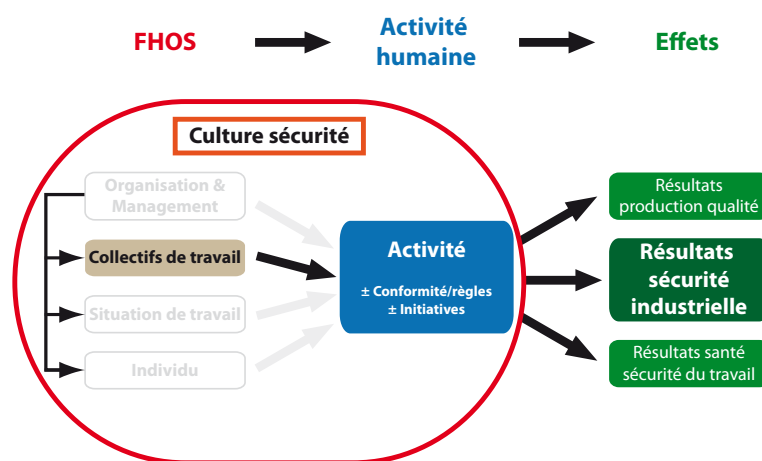 FHOS
Activité
humaine
Effets
Culture sécurité
Organisation &
Management
Collectifs de travail
Situation de travail
Individu
Activité
± Conformité/règles
± Initiatives
Résultats
production qualité
Résultats
sécurité
industrielle
Résultats santé
sécurité du travail